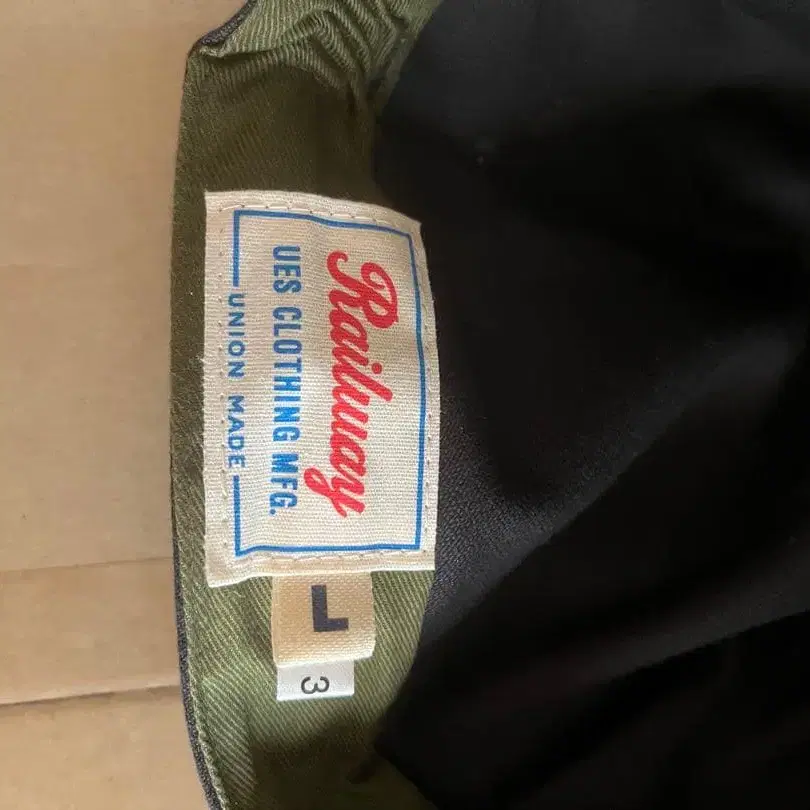 Railway
UES CLOTHING MFG.
UNION MADE
L
3